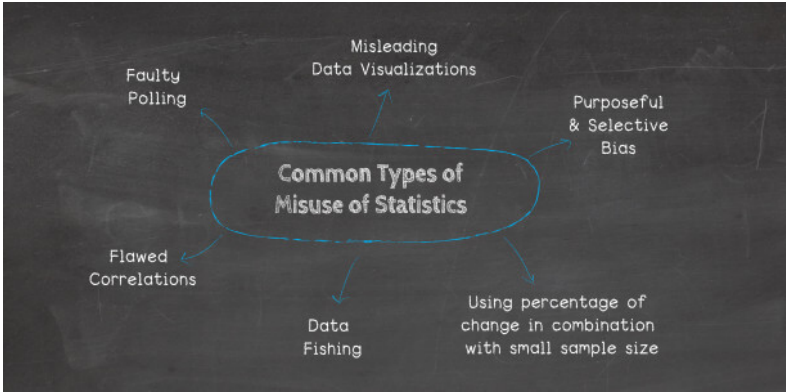 Misleading
Data Visualizations
Faulty
Polling
Purposeful
& Selective
Bias
Common Types of
Misuse of Statistics
Flawed
Correlations
Data
Fishing
Using percentage of
change in combination
with small sample size